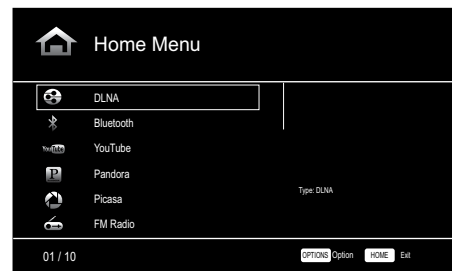 Home Menu
DLNA
Bluetooth
YouTube
YouTube
Pandora
P
Picasa
Type: DLNA
FM Radio
01 / 10
OPTIONS Option HOME Exit